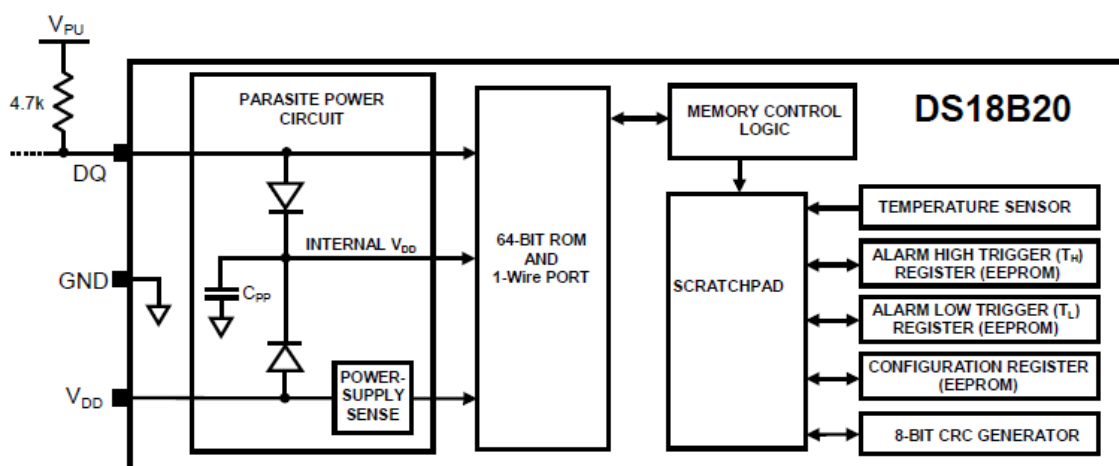 V_PU
4.7k
DQ
GND
V_DD
PARASITE POWER
CIRCUIT
INTERNAL V_DD
C_PP
POWER-
SUPPLY
SENSE
64-BIT ROM
AND
1-Wire PORT
MEMORY CONTROL
LOGIC
DS18B20
SCRATCHPAD
TEMPERATURE SENSOR
ALARM HIGH TRIGGER (T_H)
REGISTER (EEPROM)
ALARM LOW TRIGGER (T_L)
REGISTER (EEPROM)
CONFIGURATION REGISTER
(EEPROM)
8-BIT CRC GENERATOR